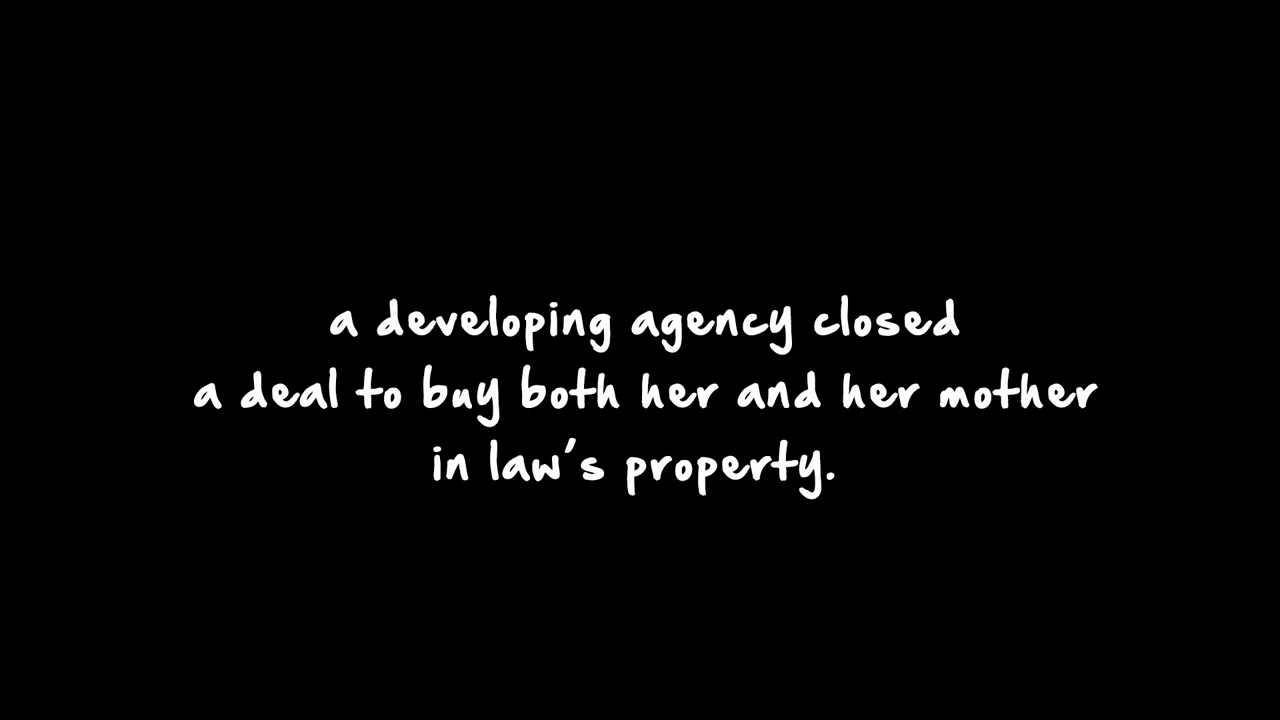 a developing agency closed
a deal to buy both her and her mother
in law's property.